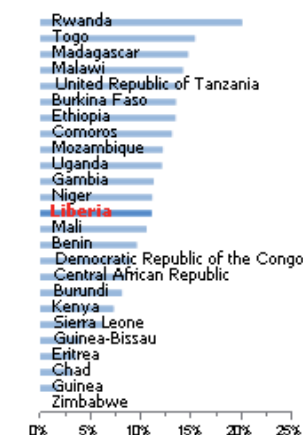 Rwanda
Togo
Madagascar
Malawi
United Republic of Tanzania
Burkina Faso
Ethiopia
Comoros
Mozambique
Uganda
Gambia
Niger
Liberia
Mali
Benin
Democratic Republic of the Congo
Central African Republic
Burundi
Kenya
Sierra Leone
Guinea-Bissau
Eritrea
Chad
Guinea
Zimbabwe
0% 5% 10% 15% 20% 25%